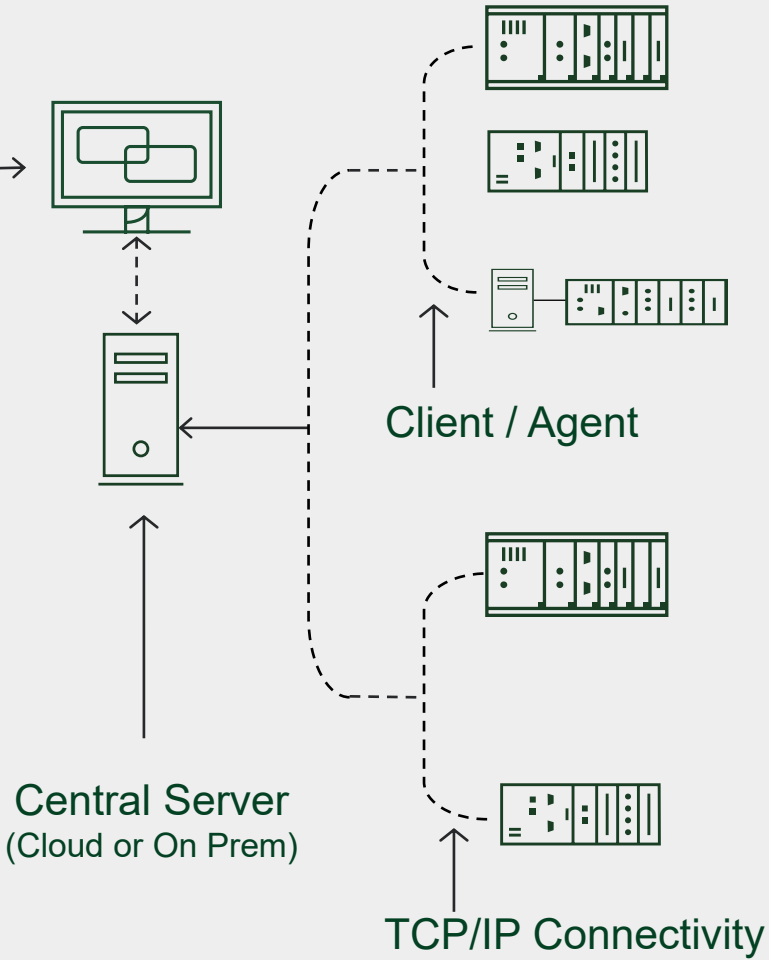 Client / Agent
Central Server
(Cloud or On Prem)
TCP/IP Connectivity